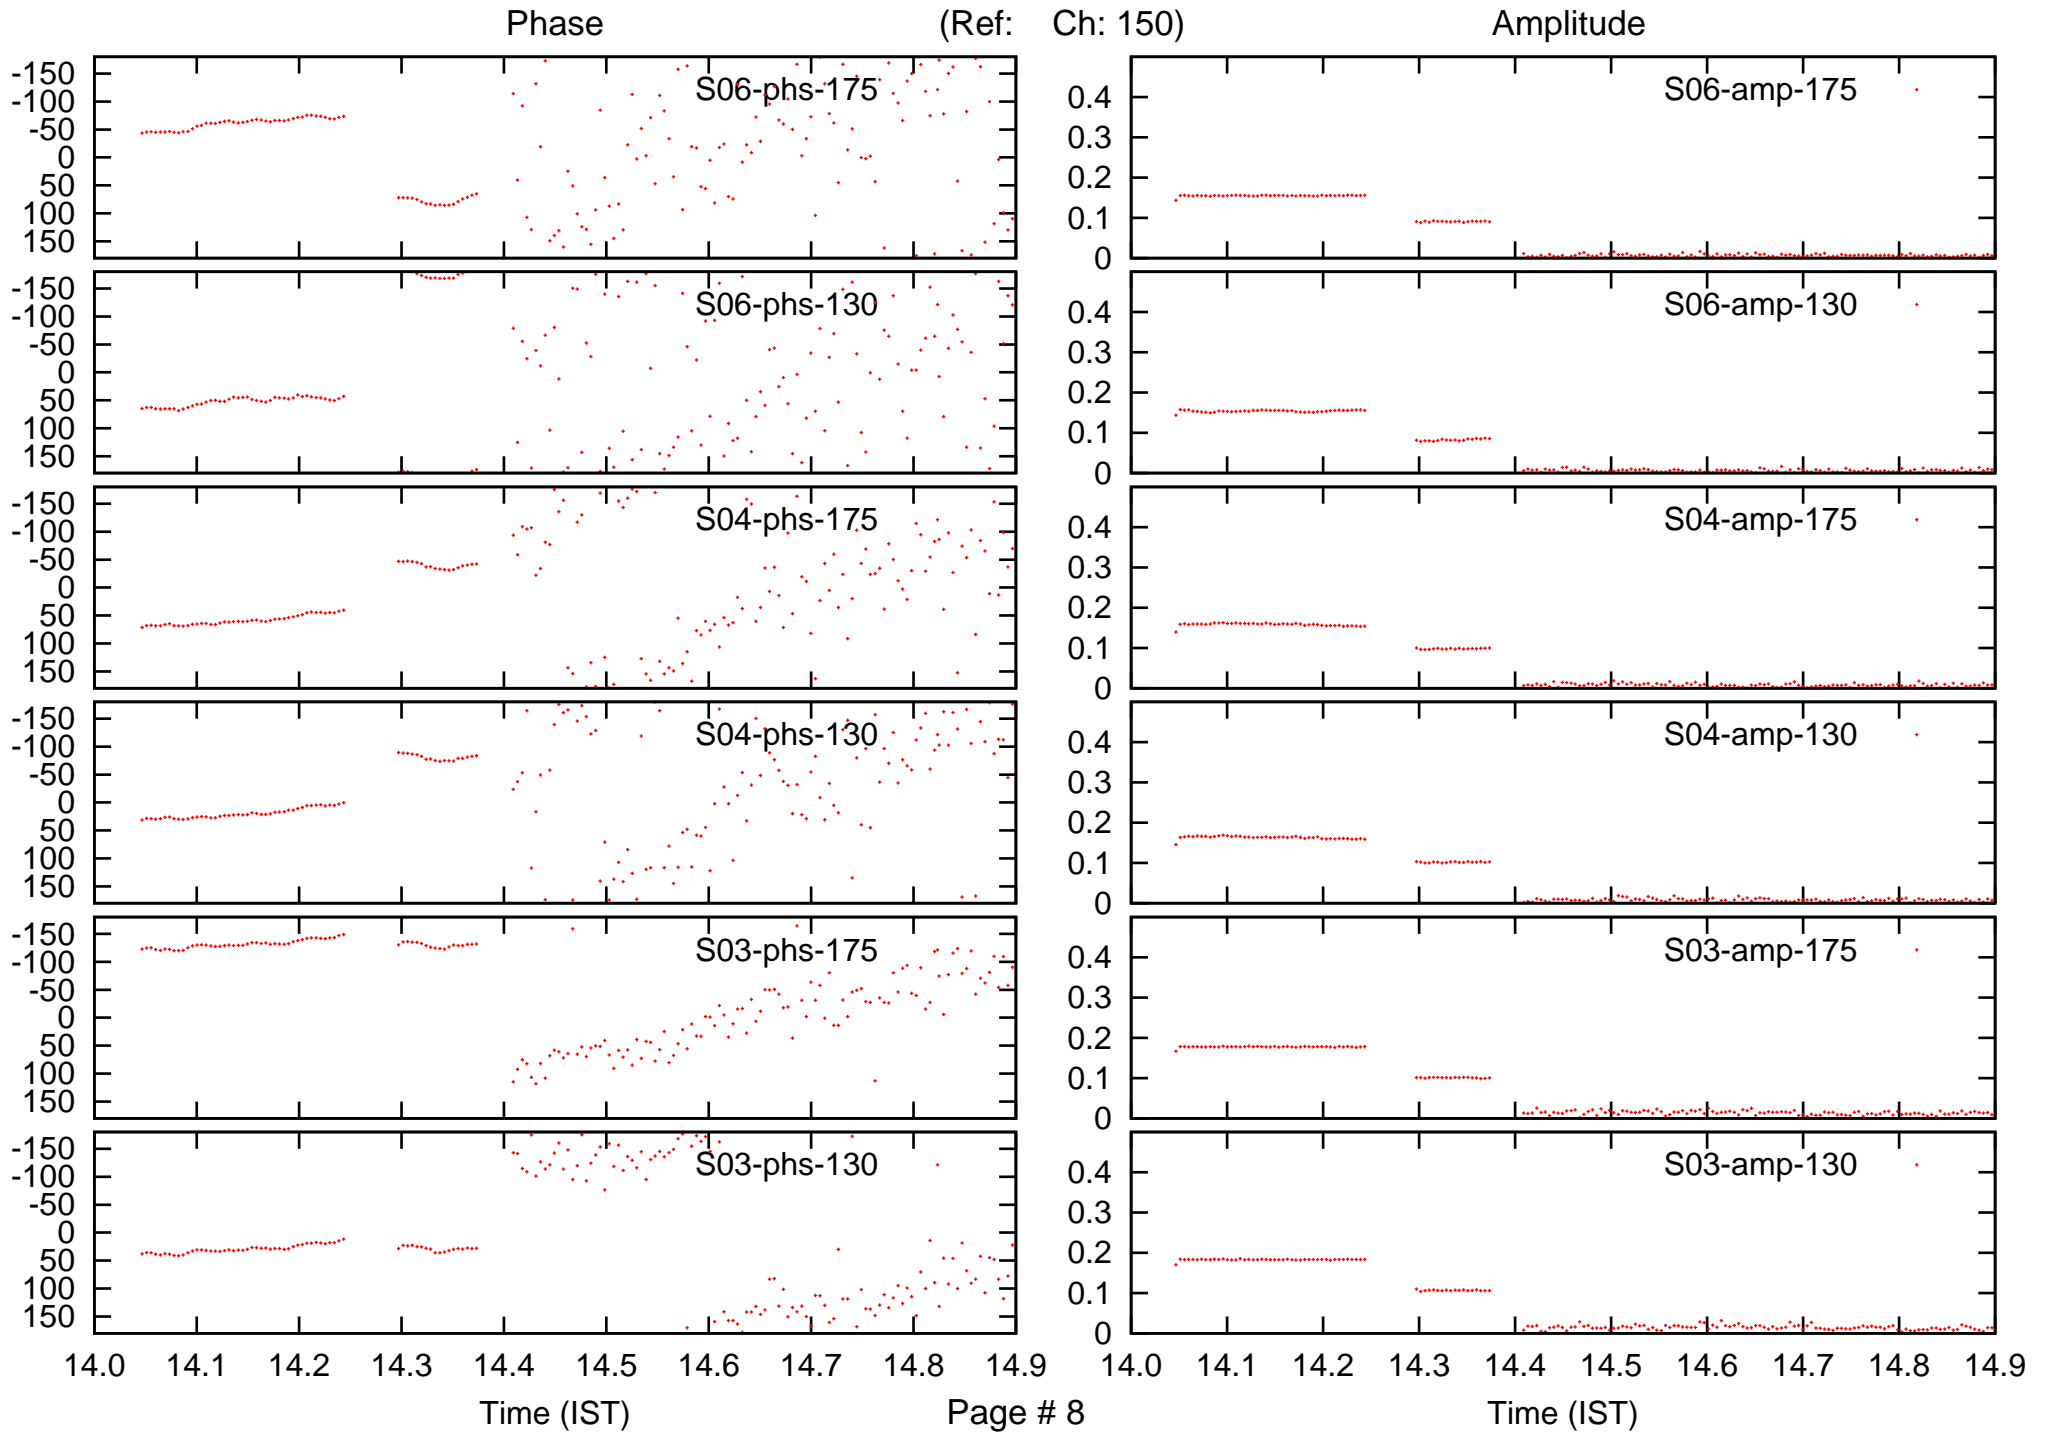 Phase (Ref: Ch: 150) Amplitude
-150 -100 -50 0 50 100 150 S06-phs-175
0.4 0.3 0.2 0.1 0 S06-amp-175
-150 -100 -50 0 50 100 150 S06-phs-130
0.4 0.3 0.2 0.1 0 S06-amp-130
-150 -100 -50 0 50 100 150 S04-phs-175
0.4 0.3 0.2 0.1 0 S04-amp-175
-150 -100 -50 0 50 100 150 S04-phs-130
0.4 0.3 0.2 0.1 0 S04-amp-130
-150 -100 -50 0 50 100 150 S03-phs-175
0.4 0.3 0.2 0.1 0 S03-amp-175
-150 -100 -50 0 50 100 150 S03-phs-130
0.4 0.3 0.2 0.1 0 S03-amp-130
14.0 14.1 14.2 14.3 14.4 14.5 14.6 14.7 14.8 14.9 14.0 14.1 14.2 14.3 14.4 14.5 14.6 14.7 14.8 14.9
Time (IST) Page # 8 Time (IST)